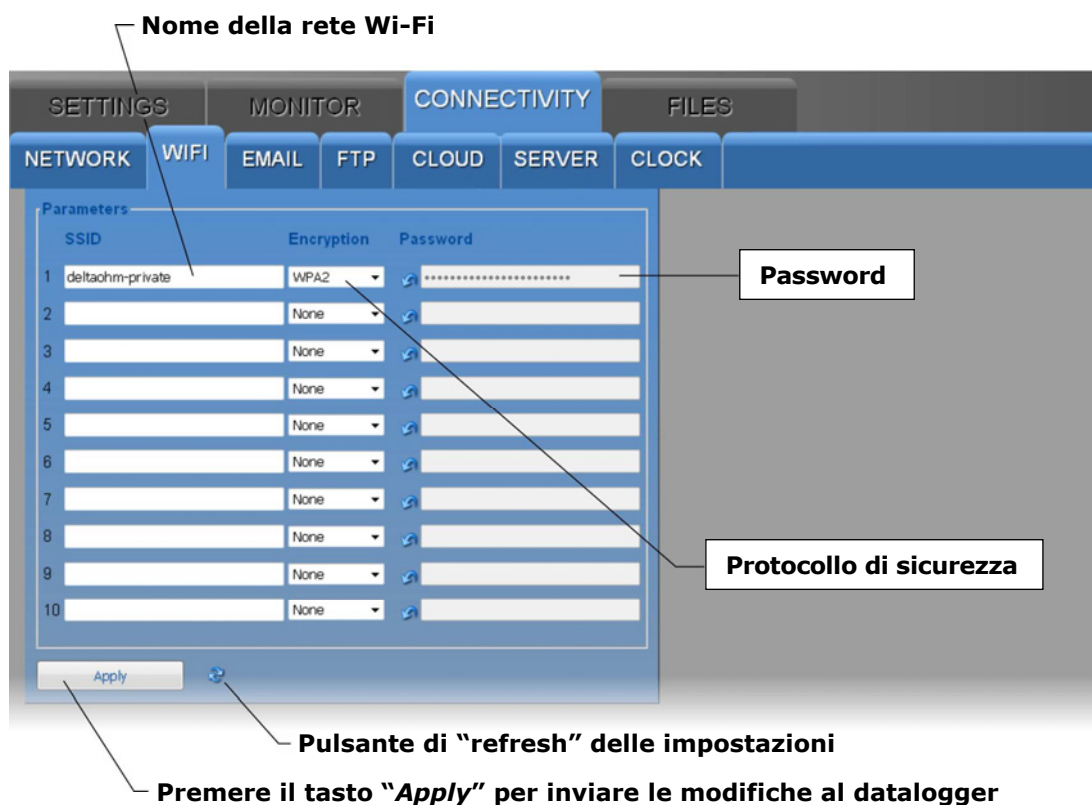 Nome della rete Wi-Fi
SETTINGS MONITOR CONNECTIVITY FILES
NETWORK WIFI EMAIL FTP CLOUD SERVER CLOCK
Parameters
SSID Encryption Password
1 deltaohm-private WPA2 ••••••••••••••••••••••
Password
2 None
3 None
4 None
5 None
6 None
7 None
8 None
Protocollo di sicurezza
9 None
10 None
Apply
Pulsante di “refresh” delle impostazioni
Premere il tasto “Apply” per inviare le modifiche al datalogger